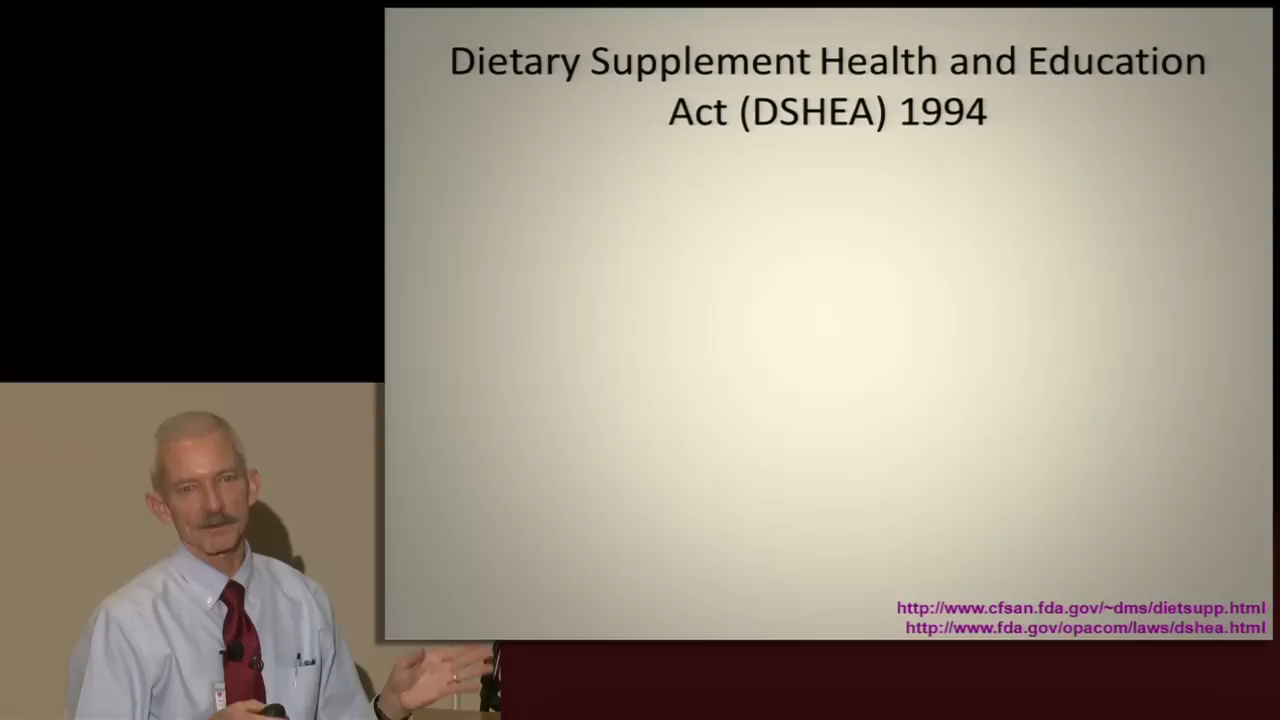 Dietary Supplement Health and Education
Act (DSHEA) 1994
http://www.cfsan.fda.gov/~dms/dietsupp.html
http://www.fda.gov/opacom/laws/dshea.html